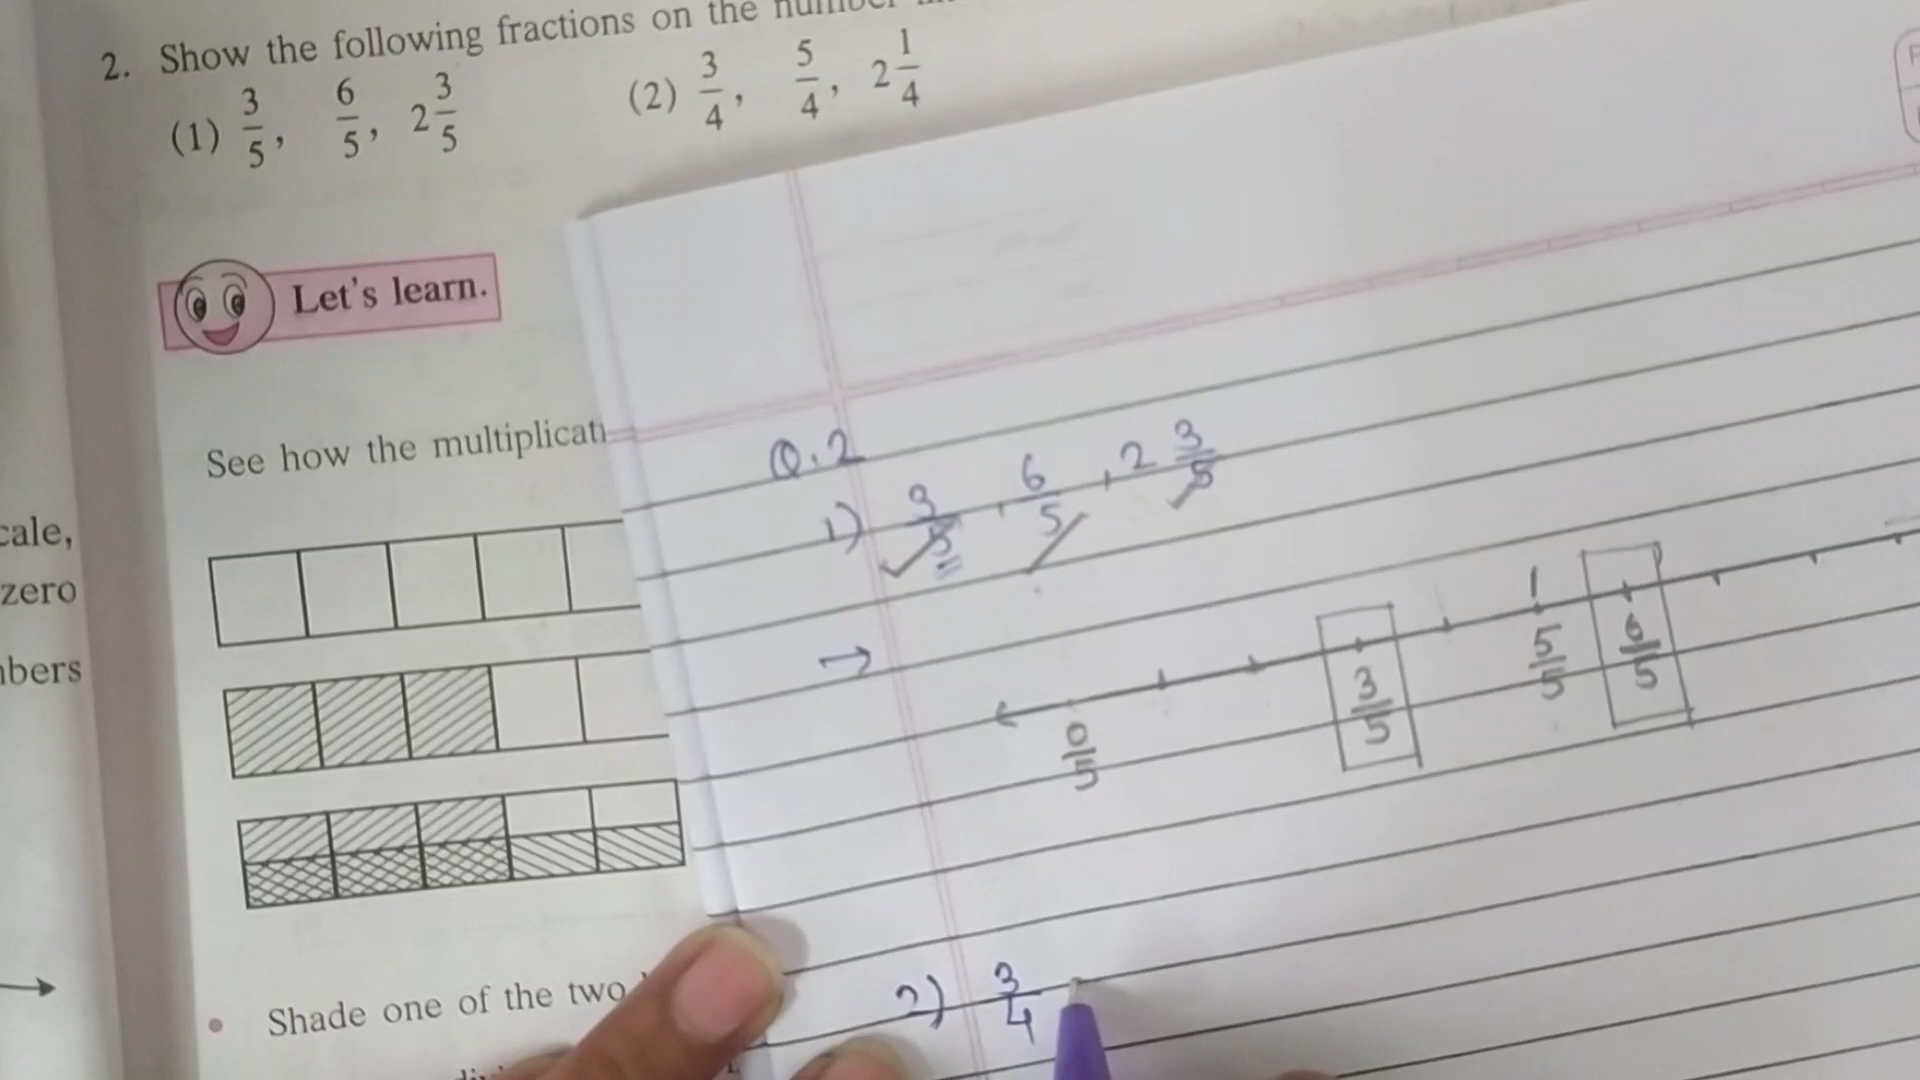 2. Show the following fractions on the number
(1) 3/5, 6/5, 2 3/5 (2) 3/4, 5/4, 2 1/4
Let's learn.
See how the multiplicati
cale,
zero
bers
Shade one of the two
Q.2
1) 3/5, 6/5, 2 3/5
→
1
0/5 3/5 5/5 6/5
2) 3/4